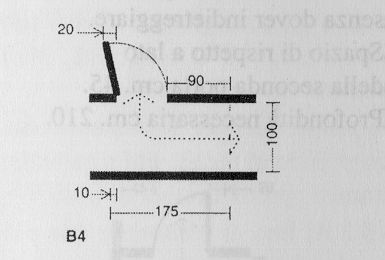 senza dover indietreggiare.
Spazio di rispetto a lato
della seconda porta cm. 45.
Profondità necessaria cm. 210.
20
90
100
10
175
B4